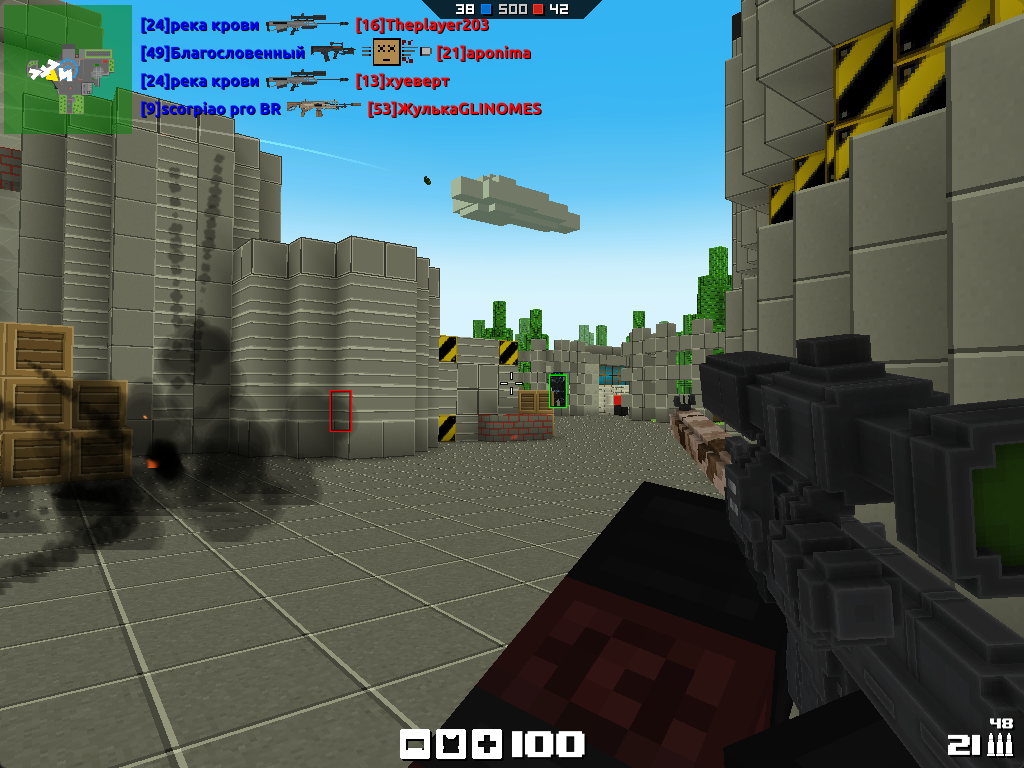 38 500 42
[24]река крови [16]Theplayer203
[49]Благословенный [21]aponima
[24]река крови [13]хуеверт
[9]scorpiao pro BR [53]ЖулькаGLINOMES
100
48
21